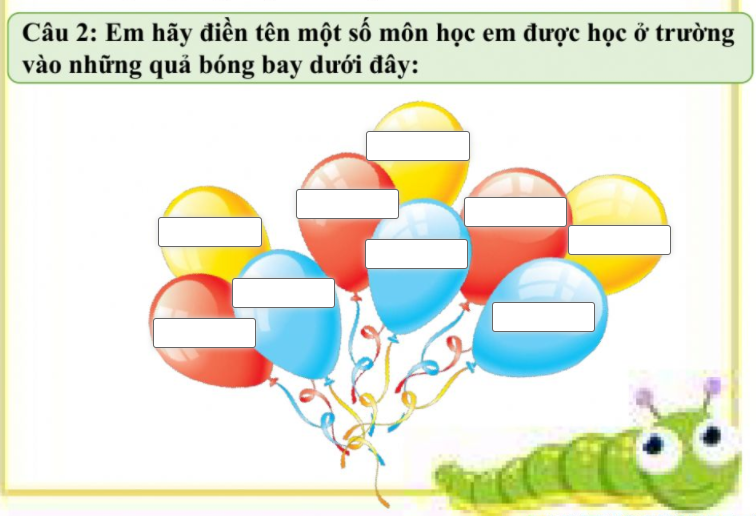 Câu 2: Em hãy điền tên một số môn học em được học ở trường
vào những quả bóng bay dưới đây: